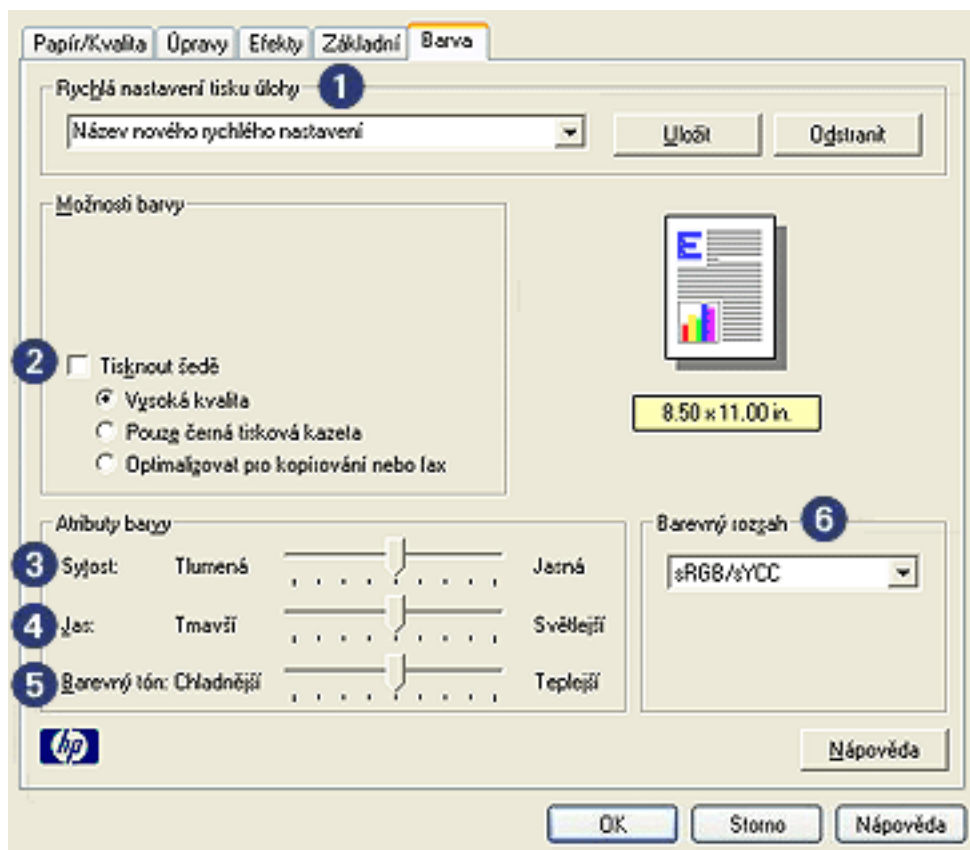 Papír/Kvalita Úpravy Efekty Základní Barva
Rychlá nastavení tisku úlohy 1
Název nového rychlého nastavení Uložit Odstranit
Možnosti barvy
2 Tisknout šedě
Vysoká kvalita
Pouze černá tisková kazeta
Optimalizovat pro kopírování nebo fax
8.50 x 11.00 in.
Atributy barvy
3 Sytost: Tlumená Jasná
4 Jas: Tmavší Světlejší
5 Barevný tón: Chladnější Teplejší
Barevný rozsah 6
sRGB/sYCC
hp
Nápověda
OK Storno Nápověda